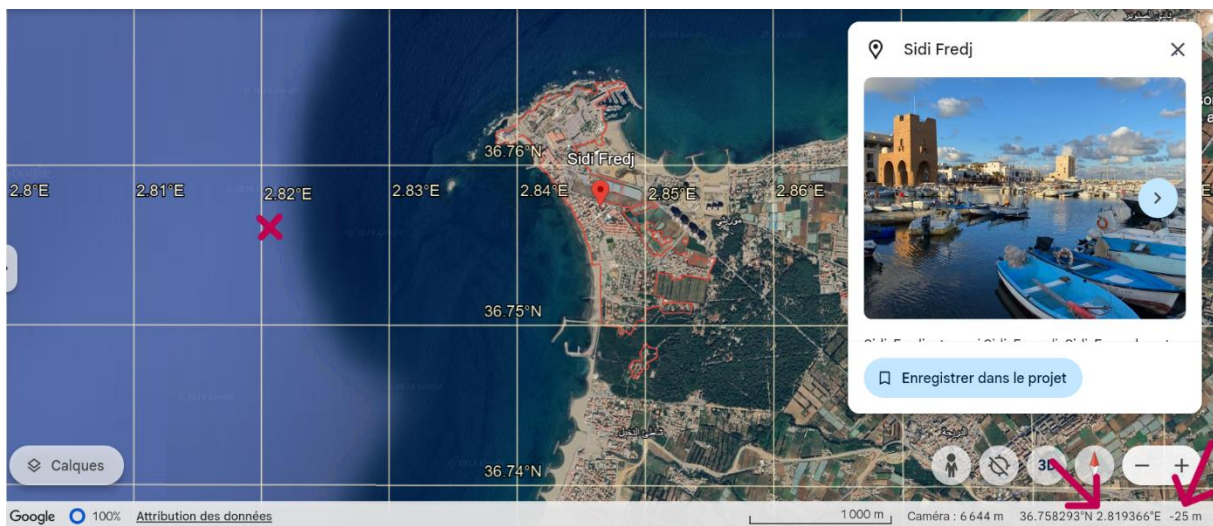 Sidi Fredj
36.76°N
Sidi Fredj
2.8°E
2.81°E
2.82°E
2.83°E
2.84°E
2.85°E
2.86°E
36.75°N
36.74°N
Enregistrer dans le projet
Calques
3D
Google
100%
Attribution des données
1 000 m
Caméra : 6 644 m
36.758293°N 2.819366°E
-25 m